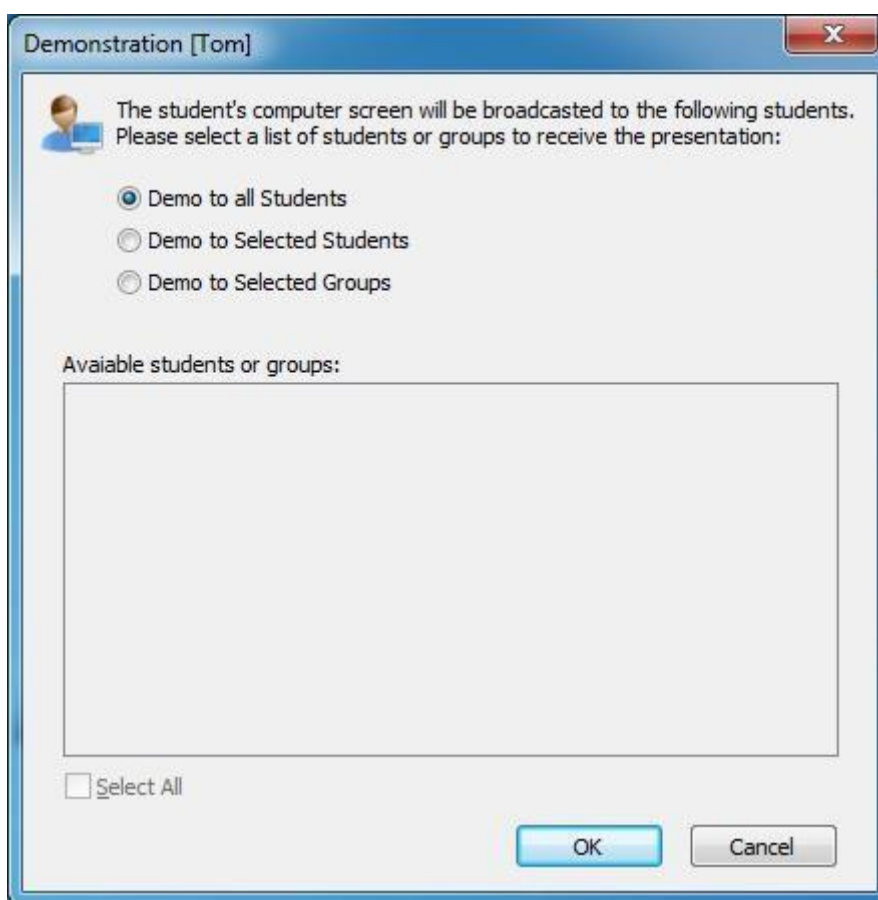 Demonstration [Tom]
The student's computer screen will be broadcasted to the following students.
Please select a list of students or groups to receive the presentation:
Demo to all Students
Demo to Selected Students
Demo to Selected Groups
Avaiable students or groups:
Select All
OK
Cancel